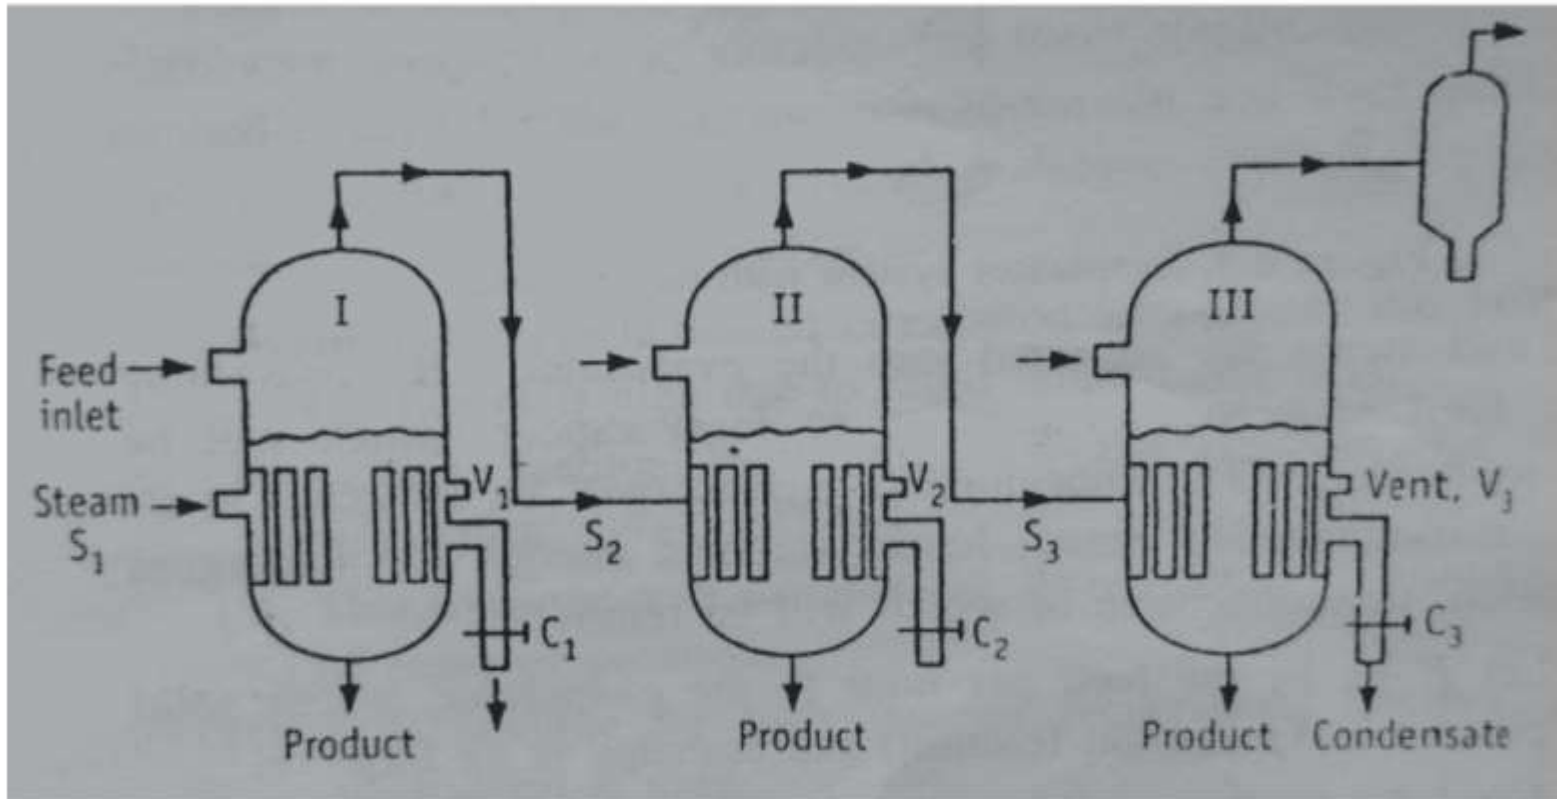 I
II
III
Feed
inlet
Steam
S₁
V₁
S₂
V₂
S₃
Vent, V₃
C₁
C₂
C₃
Product
Product
Product
Condensate